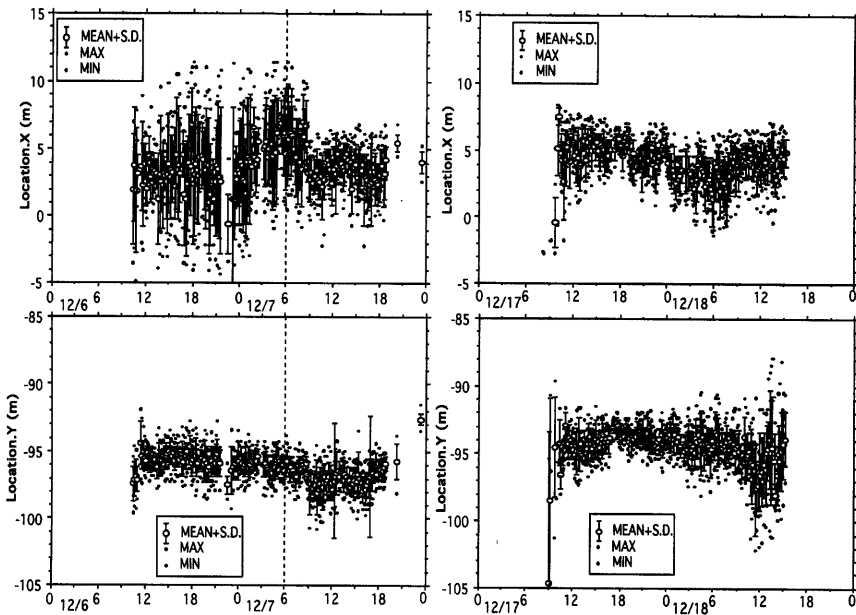 15
10
5
0
-5
Location.X (m)
MEAN+S.D.
MAX
MIN
0 12/6 6 12 18 0 12/7 6 12 18 0
15
10
5
0
-5
Location.X (m)
MEAN+S.D.
MAX
MIN
0 12/17 6 12 18 0 12/18 6 12 18 0
-85
-90
-95
-100
-105
Location.Y (m)
MEAN+S.D.
MAX
MIN
0 12/6 6 12 18 0 12/7 6 12 18 0
-85
-90
-95
-100
-105
Location.Y (m)
MEAN+S.D.
MAX
MIN
0 12/17 6 12 18 0 12/18 6 12 18 0